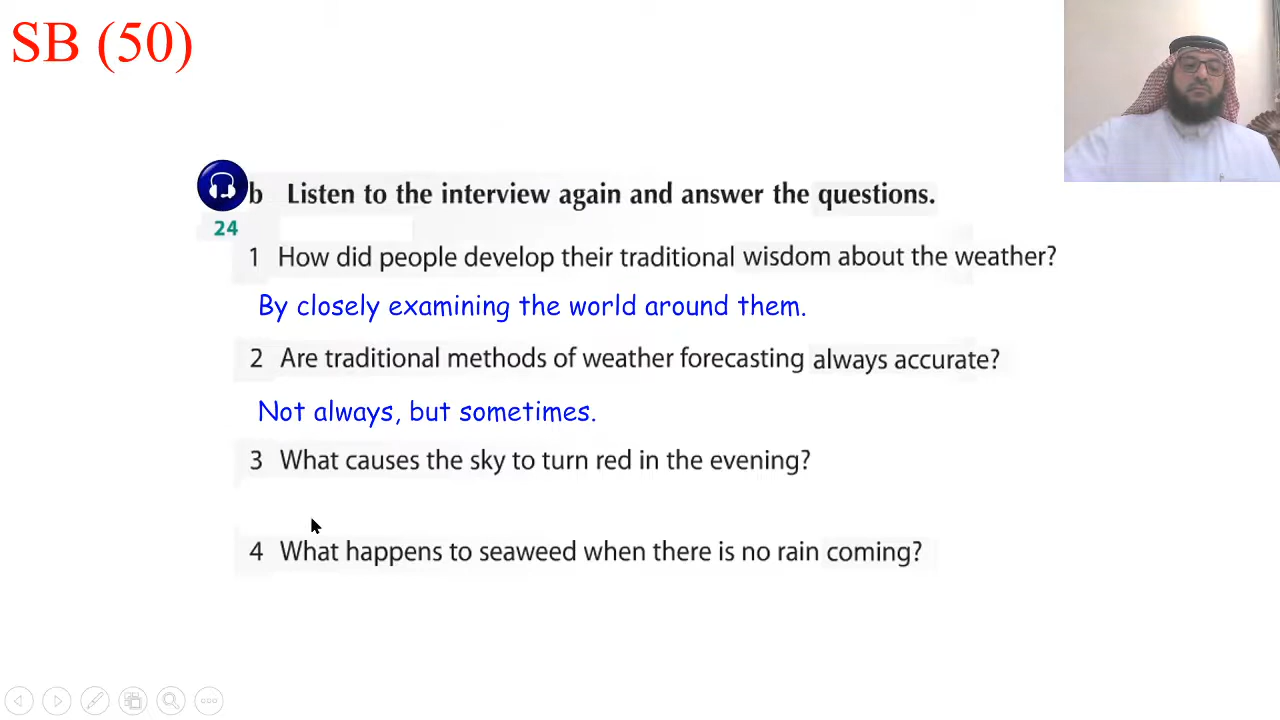 SB (50)
b Listen to the interview again and answer the questions.
24
1 How did people develop their traditional wisdom about the weather?
By closely examining the world around them.
2 Are traditional methods of weather forecasting always accurate?
Not always, but sometimes.
3 What causes the sky to turn red in the evening?
4 What happens to seaweed when there is no rain coming?